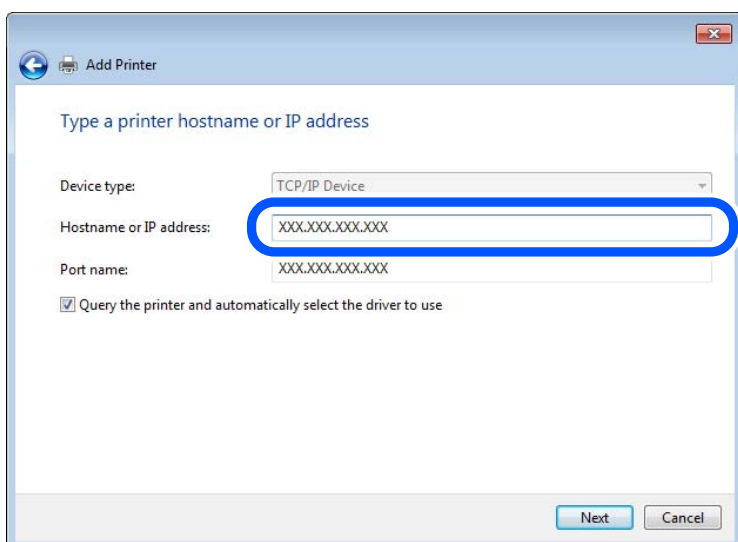 Add Printer
Type a printer hostname or IP address
Device type: TCP/IP Device
Hostname or IP address: XXX.XXX.XXX.XXX
Port name: XXX.XXX.XXX.XXX
Query the printer and automatically select the driver to use
Next Cancel